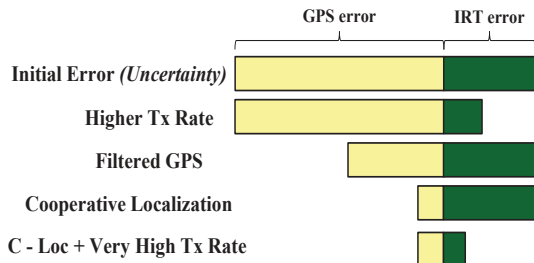 GPS error IRT error
Initial Error (Uncertainty)
Higher Tx Rate
Filtered GPS
Cooperative Localization
C - Loc + Very High Tx Rate